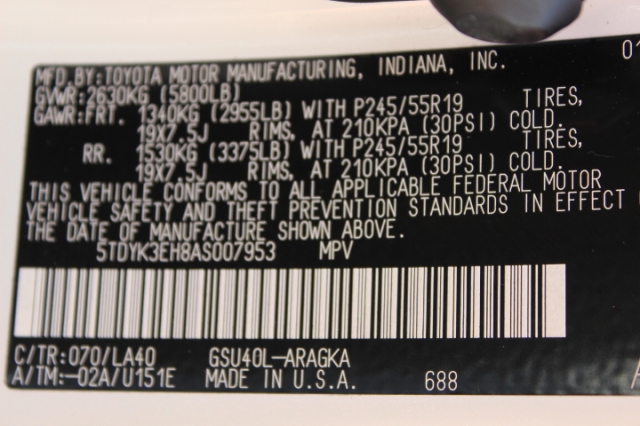 01
MFD.BY:TOYOTA MOTOR MANUFACTURING, INDIANA, INC.
GVWR:2630KG (5800LB)
GAWR:FRT. 1340KG (2955LB) WITH P245/55R19 TIRES,
19X7.5J RIMS, AT 210KPA (30PSI) COLD.
RR. 1530KG (3375LB) WITH P245/55R19 TIRES,
19X7.5J RIMS, AT 210KPA (30PSI) COLD.
THIS VEHICLE CONFORMS TO ALL APPLICABLE FEDERAL MOTOR
VEHICLE SAFETY AND THEFT PREVENTION STANDARDS IN EFFECT
THE DATE OF MANUFACTURE SHOWN ABOVE.
5TDYK3EH8AS007953 MPV
C/TR:070/LA40 GSU40L-ARAGKA
A/TM:-02A/U151E MADE IN U.S.A. 688